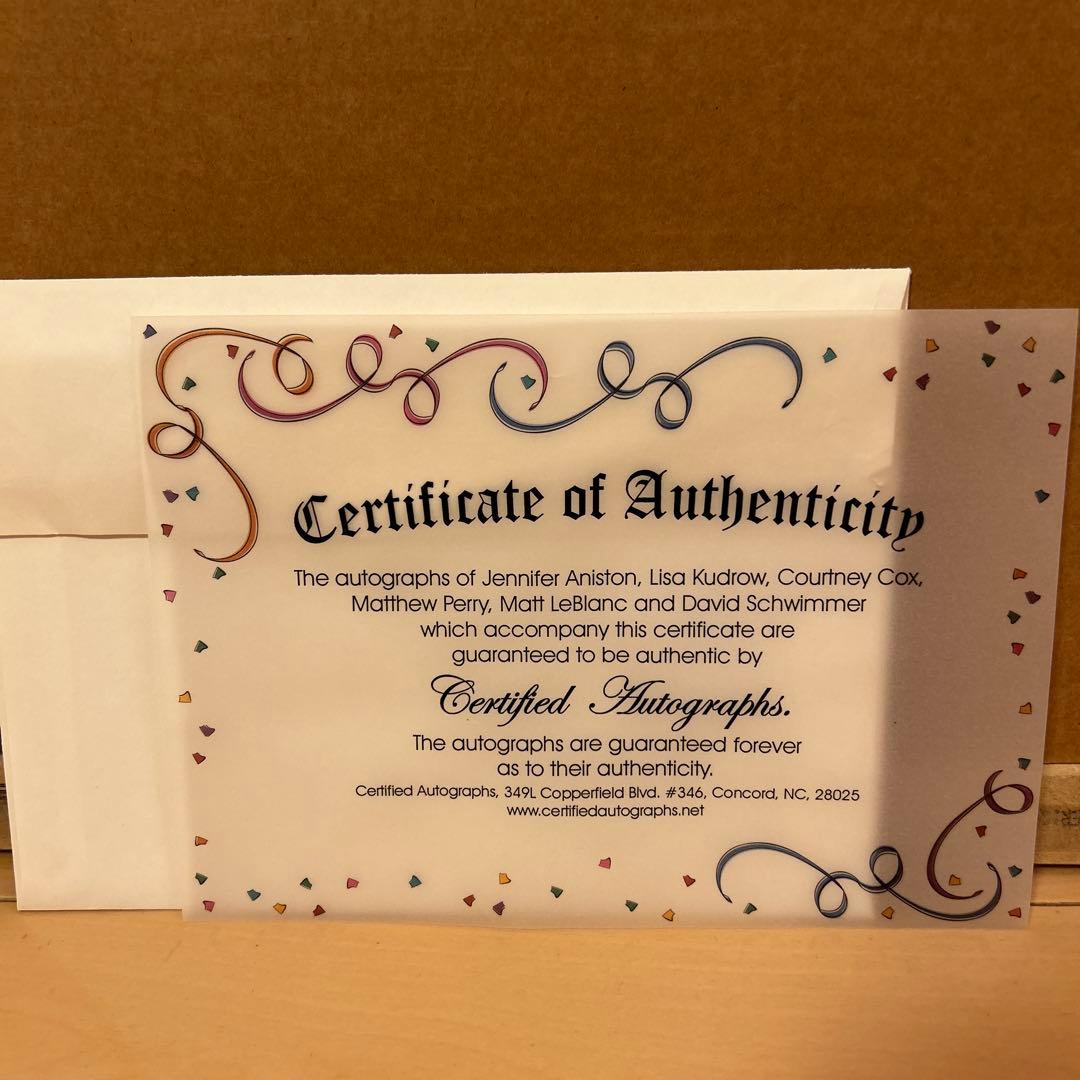 Certificate of Authenticity
The autographs of Jennifer Aniston, Lisa Kudrow, Courtney Cox,
Matthew Perry, Matt LeBlanc and David Schwimmer
which accompany this certificate are
guaranteed to be authentic by
Certified Autographs.
The autographs are guaranteed forever
as to their authenticity.
Certified Autographs, 349L Copperfield Blvd. #346, Concord, NC, 28025
www.certifiedautographs.net